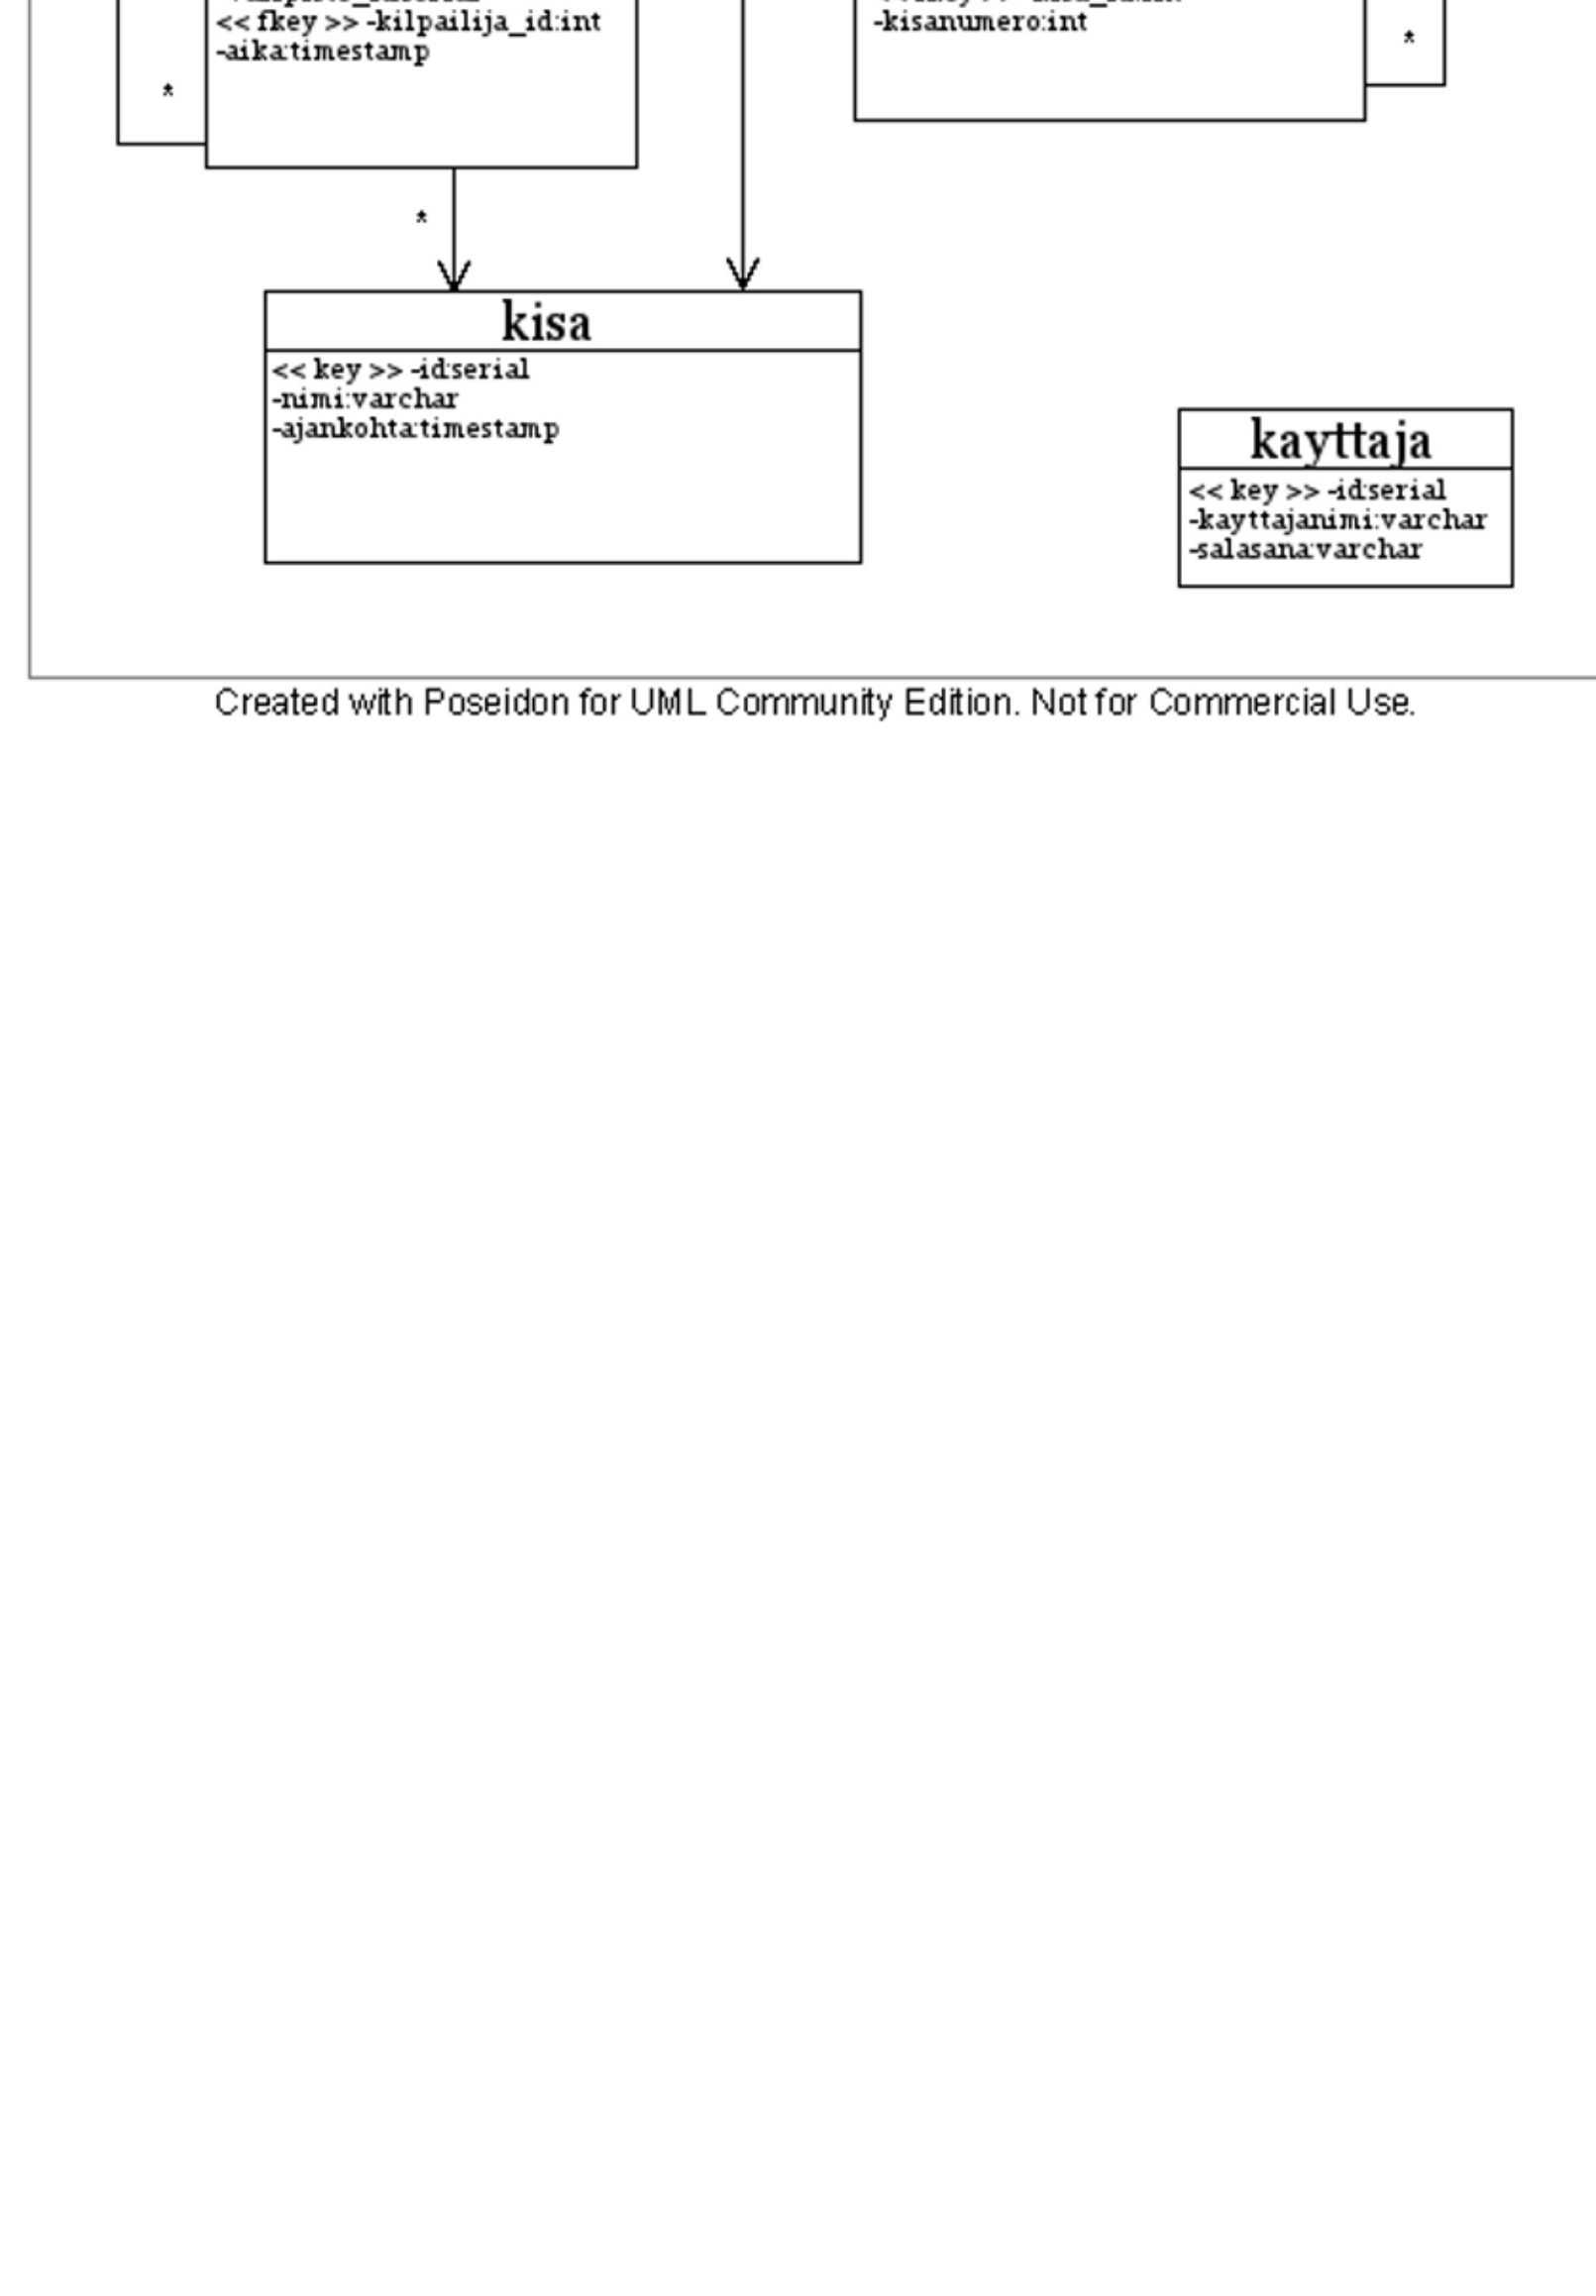 << fkey >> -kilpailija_id:int
-aika:timestamp
*
-kisanumero:int
*
*
kisa
<< key >> -id:serial
-nimi:varchar
-ajankohta:timestamp
kayttaja
<< key >> -id:serial
-kayttajanimi:varchar
-salasana:varchar
Created with Poseidon for UML Community Edition. Not for Commercial Use.